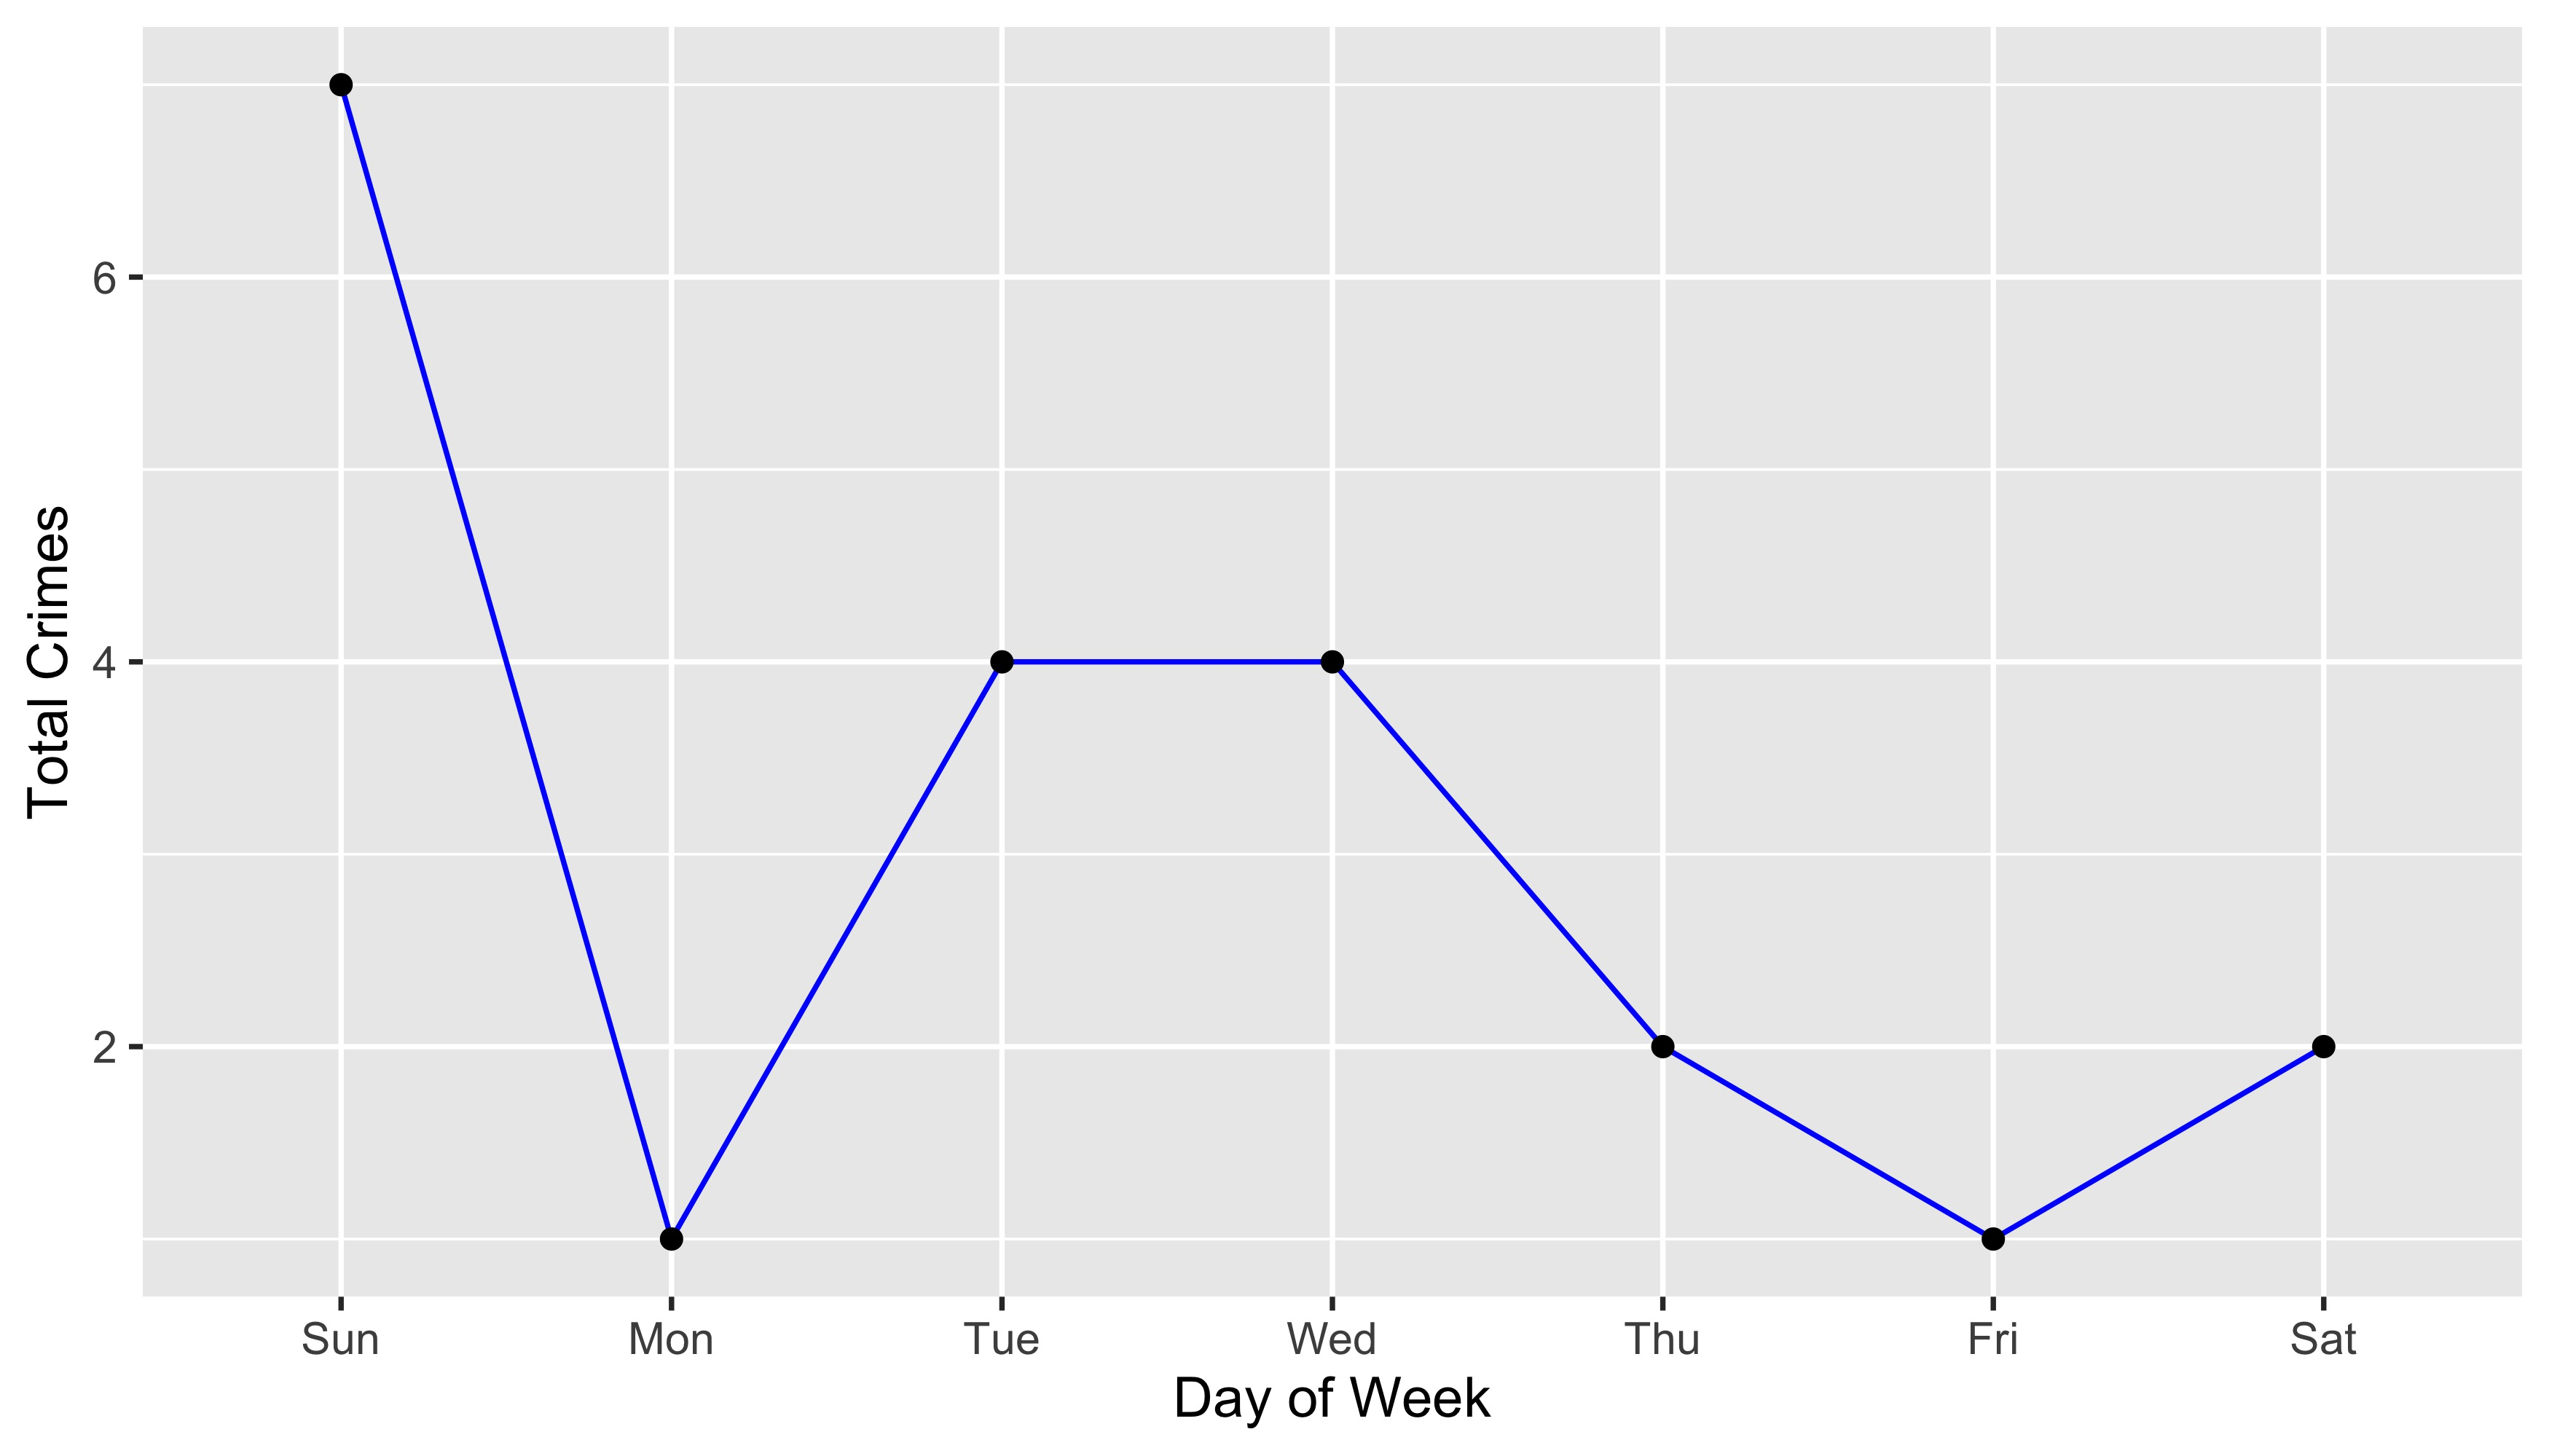 Total Crimes
6
4
2
Sun Mon Tue Wed Thu Fri Sat
Day of Week